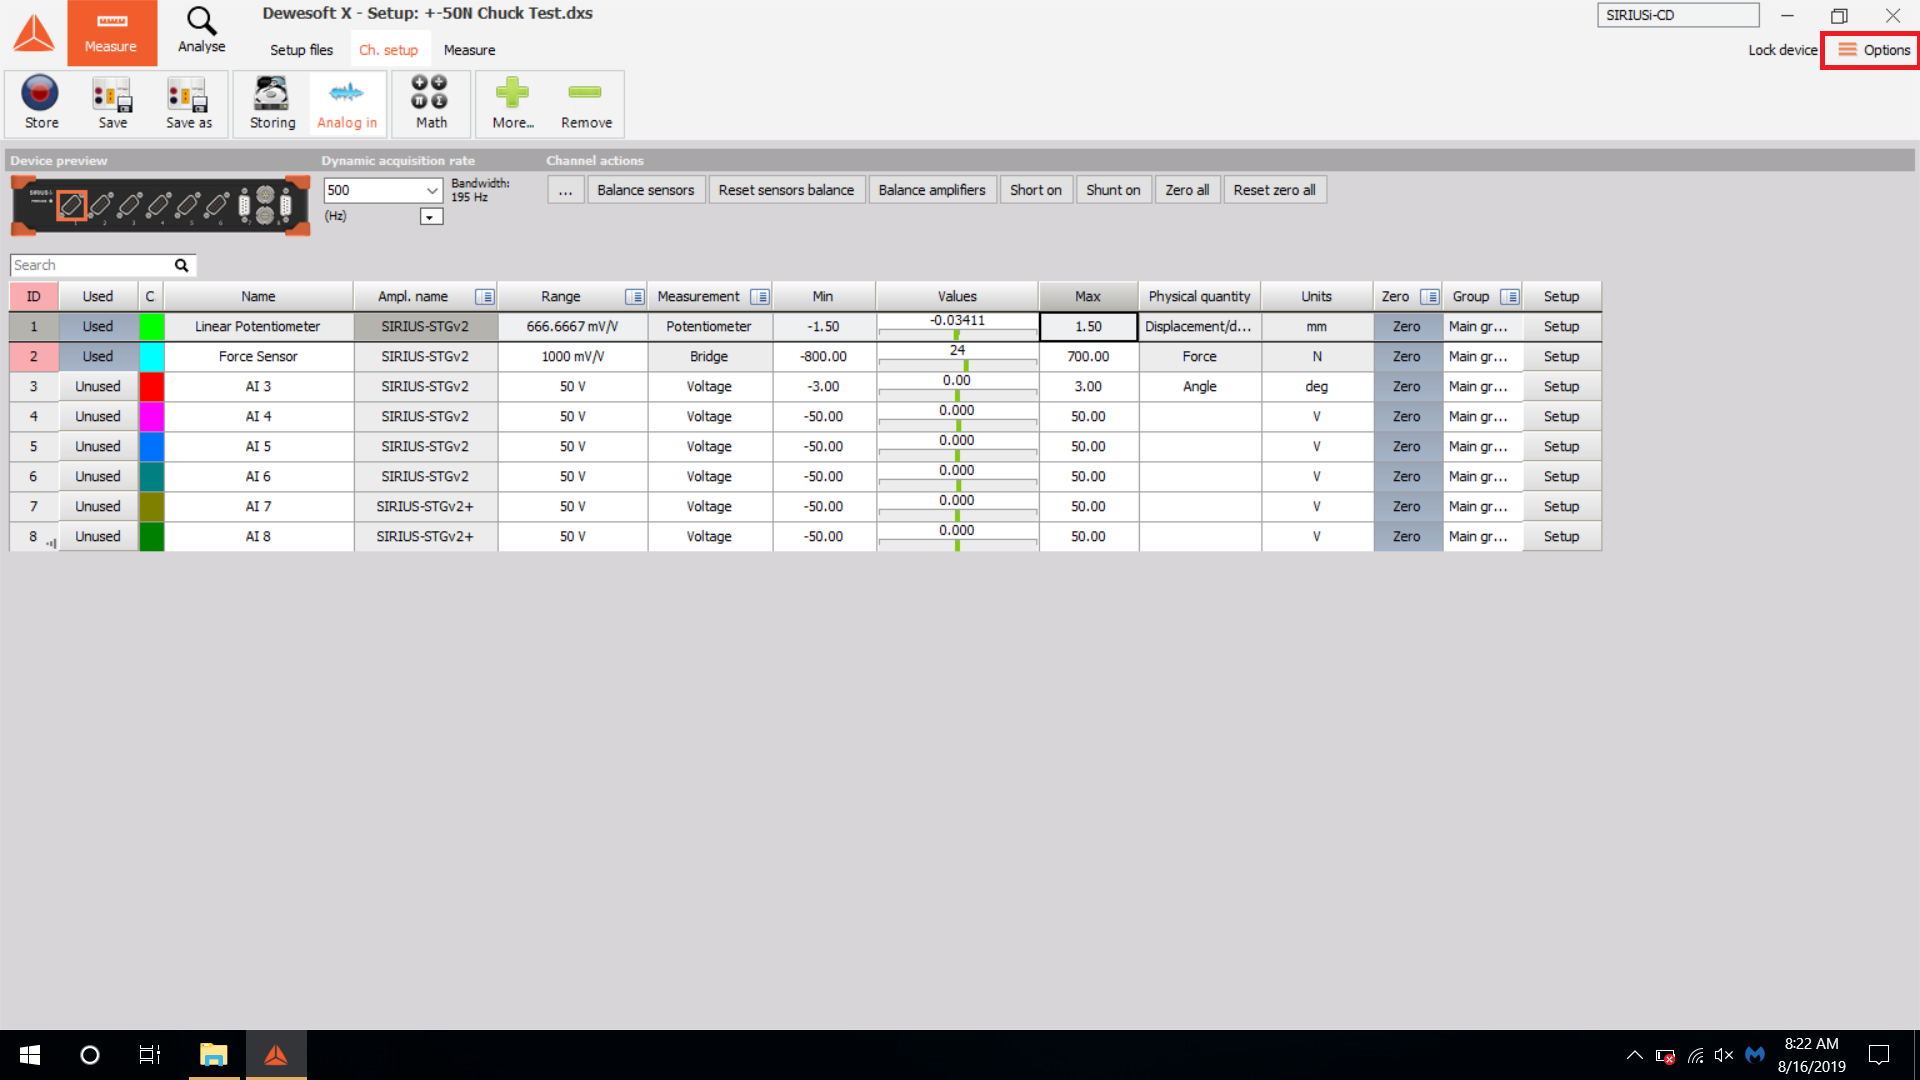 Dewesoft X - Setup: +-50N Chuck Test.dxs
SIRIUSi-CD
Measure
Analyse
Setup files
Ch. setup
Measure
Lock device
Options
Store
Save
Save as
Storing
Analog in
Math
More...
Remove
Device preview
Dynamic acquisition rate
Channel actions
500
(Hz)
Bandwidth:
195 Hz
...
Balance sensors
Reset sensors balance
Balance amplifiers
Short on
Shunt on
Zero all
Reset zero all
Search
ID Used C. Name Ampl. name Range Measurement Min Values Max Physical quantity Units Zero Group Setup
1 Used Linear Potentiometer SIRIUS-STGv2 666.6667 mV/V Potentiometer -1.50 -0.03411 1.50 Displacement/d... mm Zero Main gr... Setup
2 Used Force Sensor SIRIUS-STGv2 1000 mV/V Bridge -800.00 24 700.00 Force N Zero Main gr... Setup
3 Unused AI 3 SIRIUS-STGv2 50 V Voltage -3.00 0.00 3.00 Angle deg Zero Main gr... Setup
4 Unused AI 4 SIRIUS-STGv2 50 V Voltage -50.00 0.000 50.00 V Zero Main gr... Setup
5 Unused AI 5 SIRIUS-STGv2 50 V Voltage -50.00 0.000 50.00 V Zero Main gr... Setup
6 Unused AI 6 SIRIUS-STGv2 50 V Voltage -50.00 0.000 50.00 V Zero Main gr... Setup
7 Unused AI 7 SIRIUS-STGv2+ 50 V Voltage -50.00 0.000 50.00 V Zero Main gr... Setup
8 Unused AI 8 SIRIUS-STGv2+ 50 V Voltage -50.00 0.000 50.00 V Zero Main gr... Setup
8:22 AM
8/16/2019